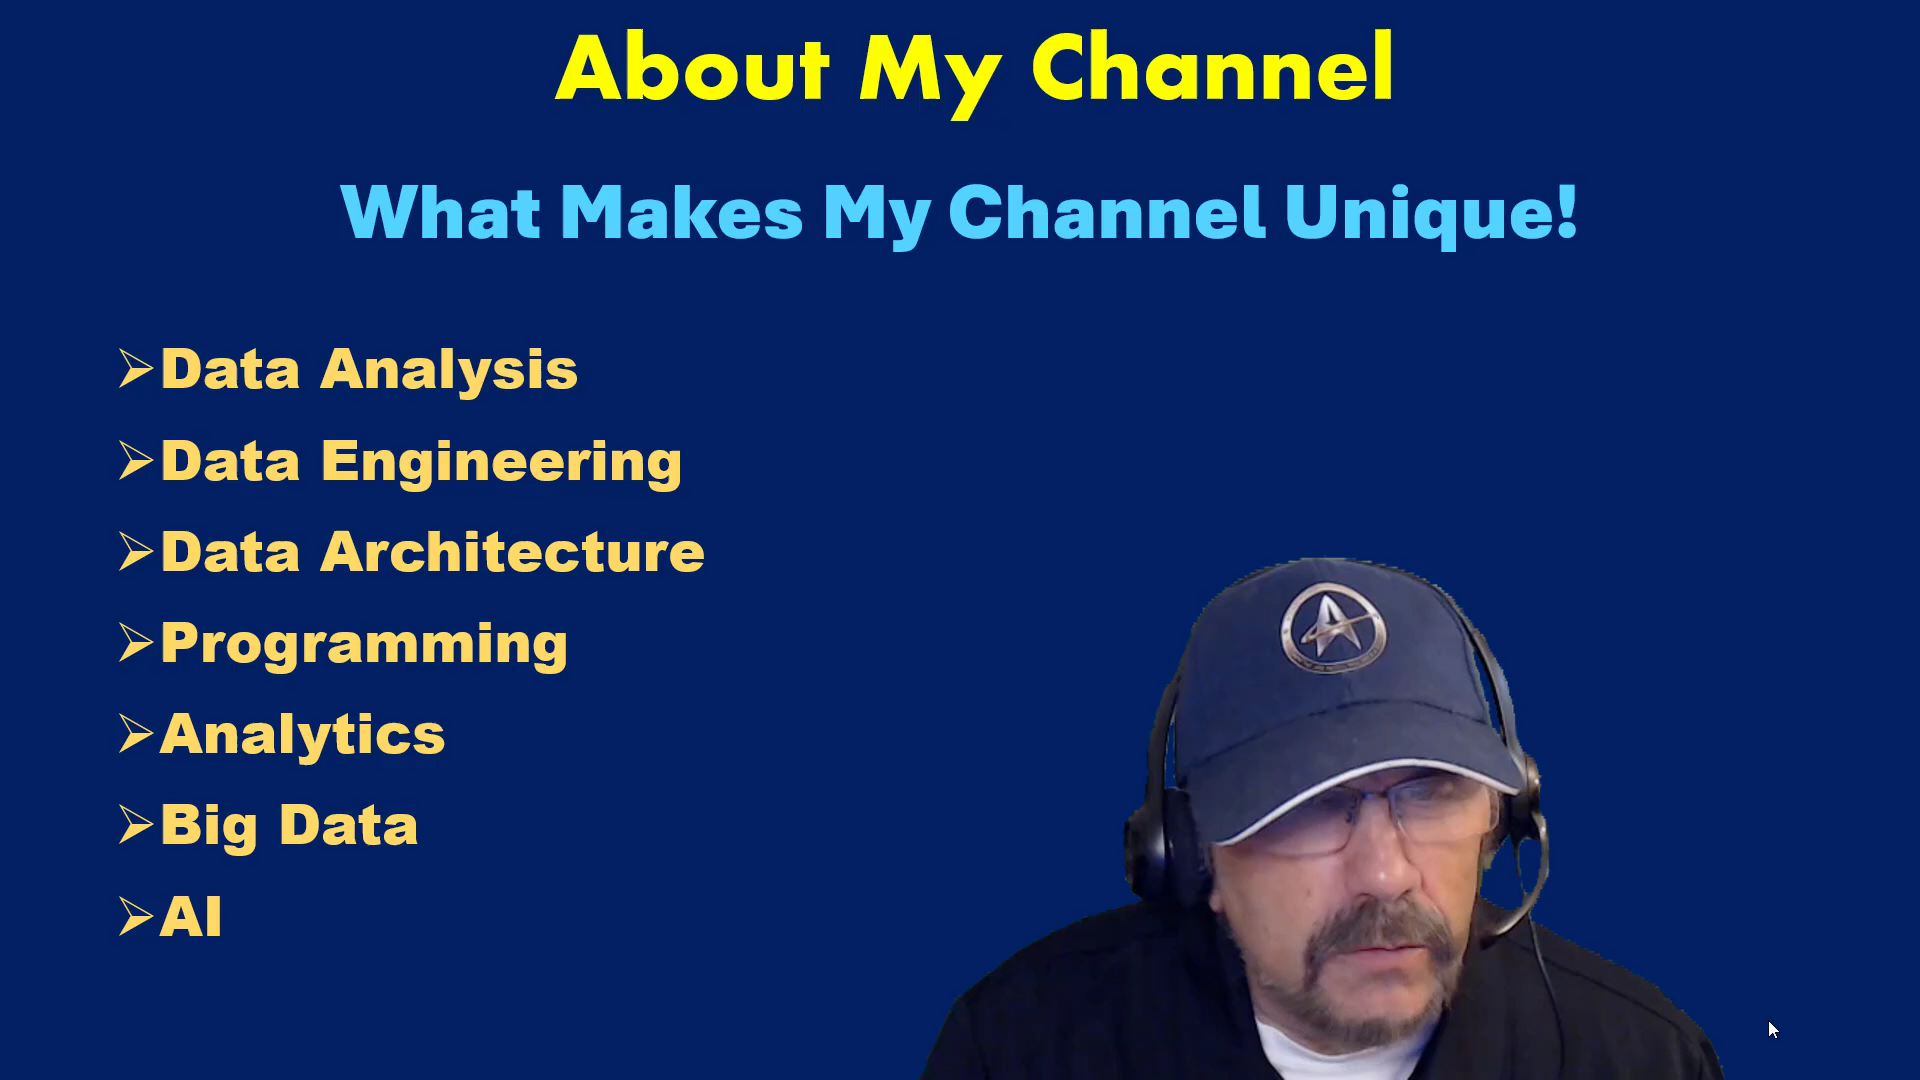 About My Channel
What Makes My Channel Unique!
Data Analysis
Data Engineering
Data Architecture
Programming
Analytics
Big Data
AI